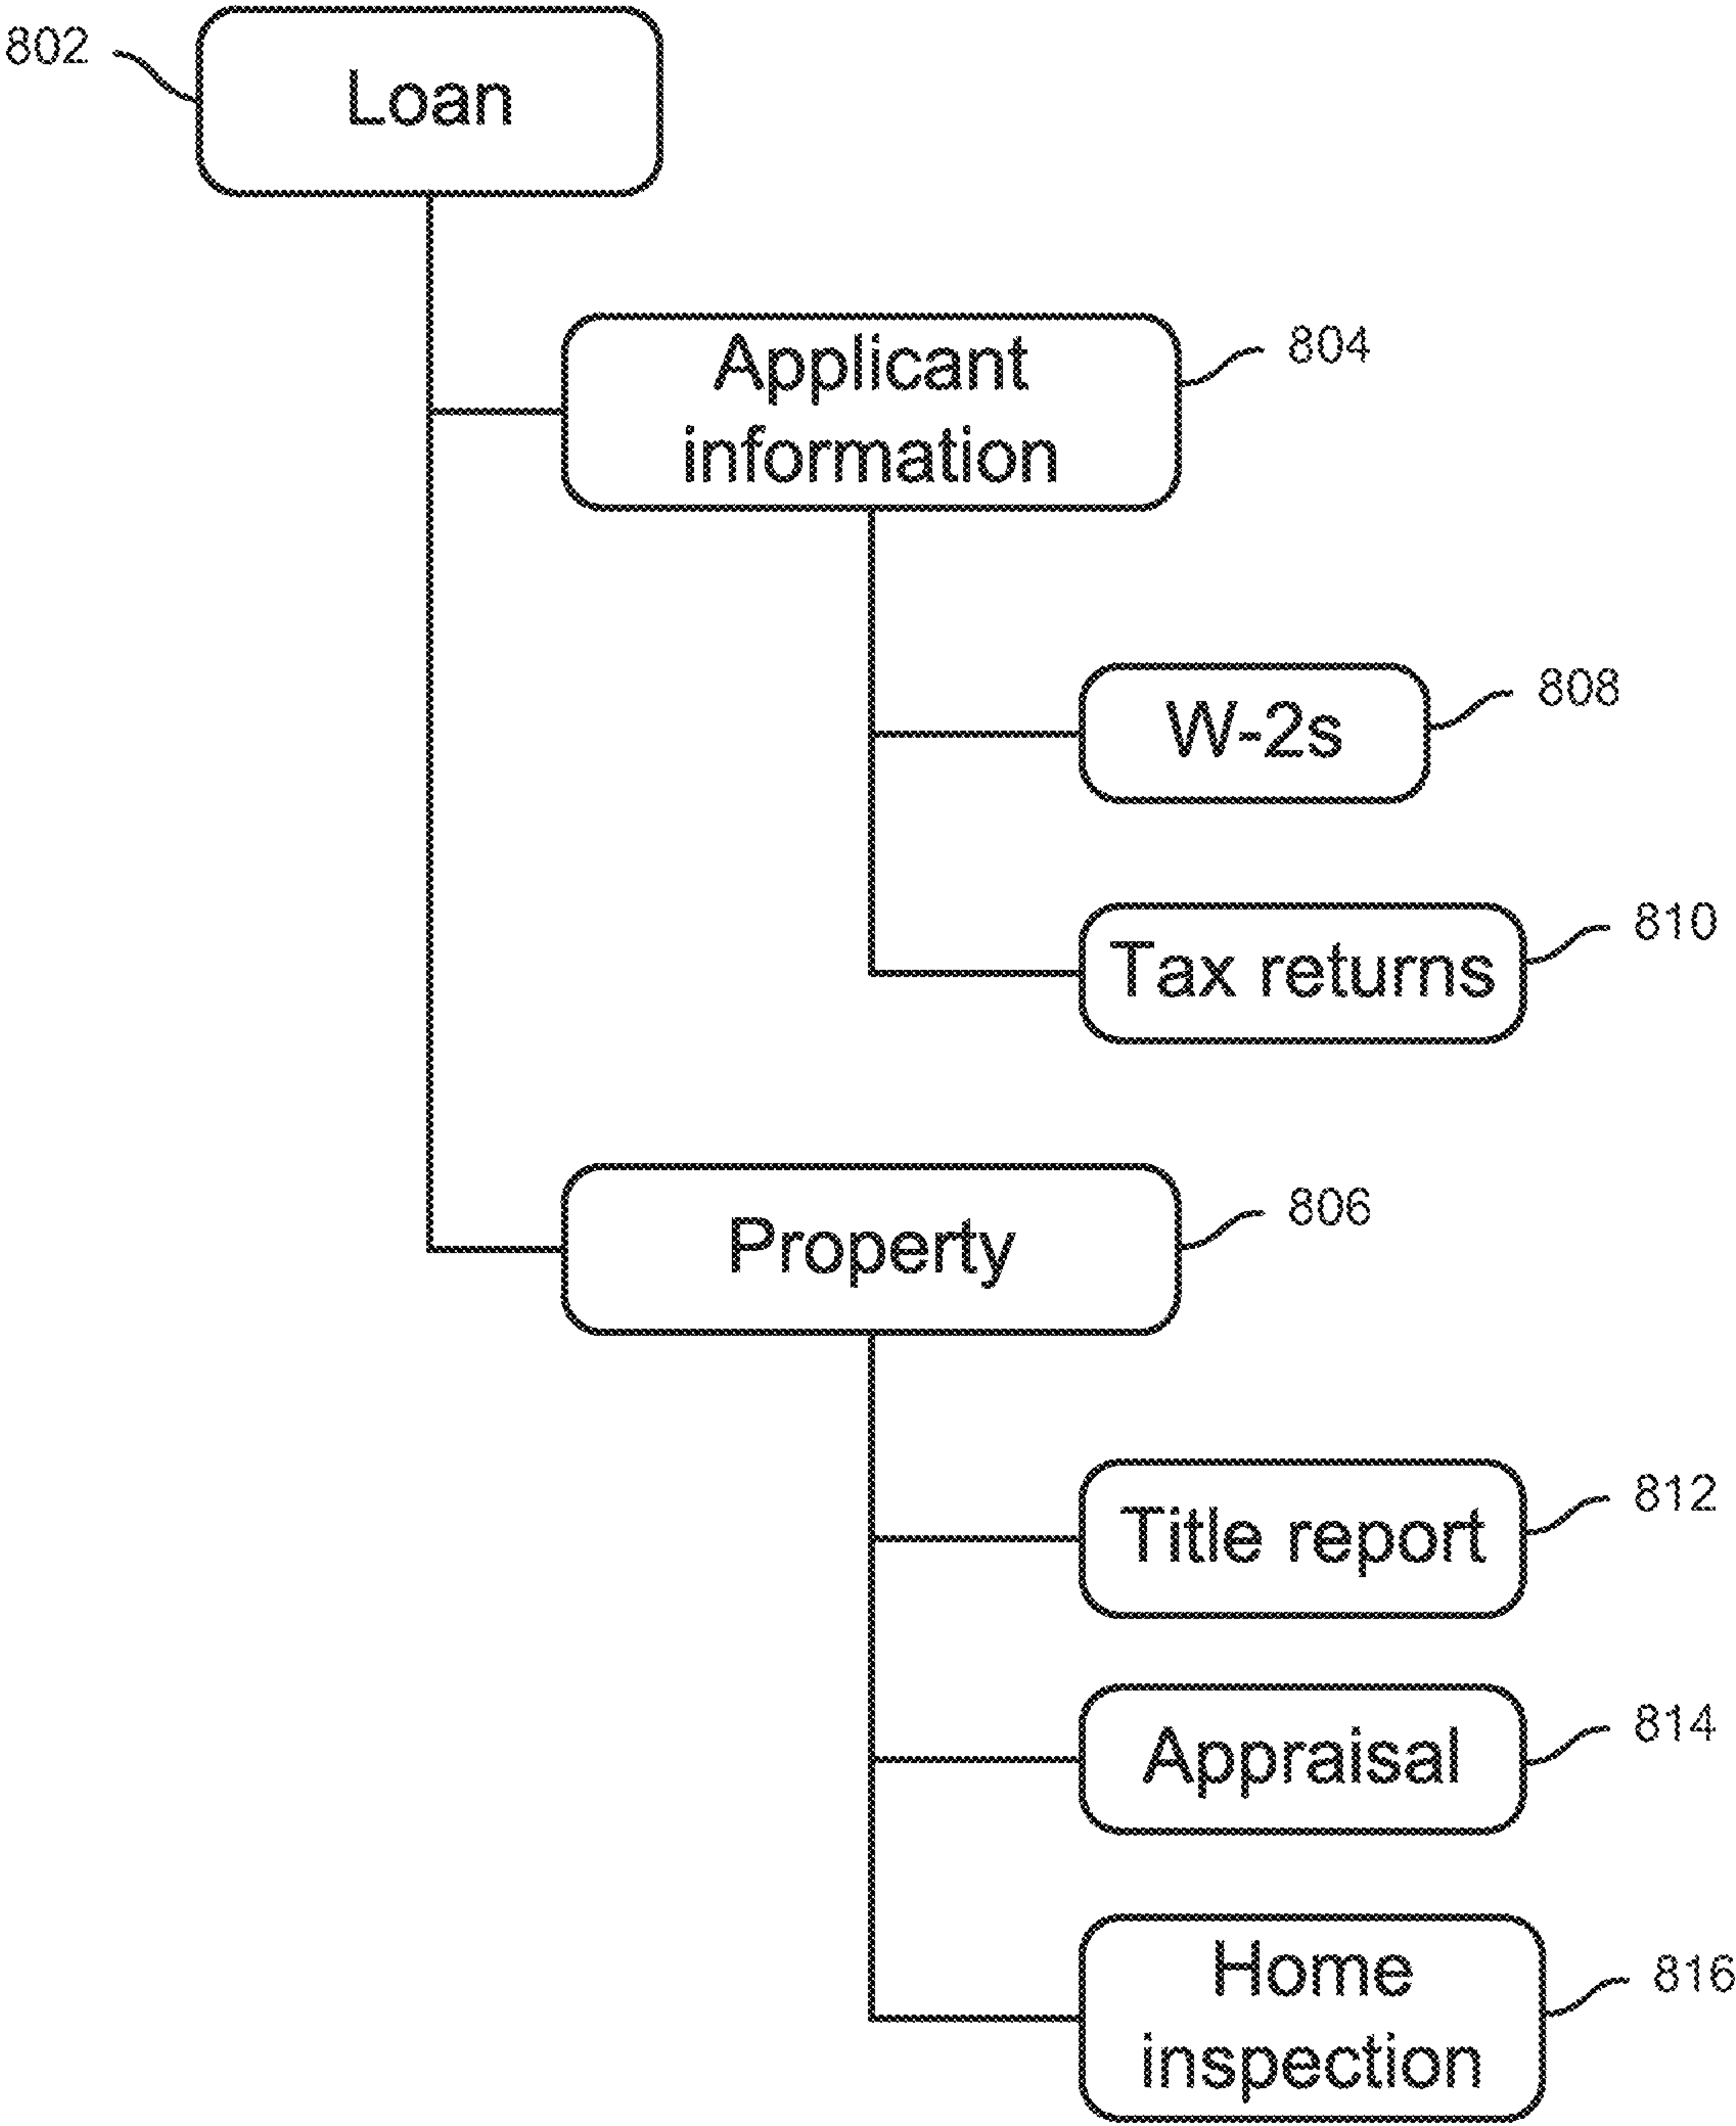 802
Loan
Applicant
information
804
W-2s
808
Tax returns
810
Property
806
Title report
812
Appraisal
814
Home
inspection
816